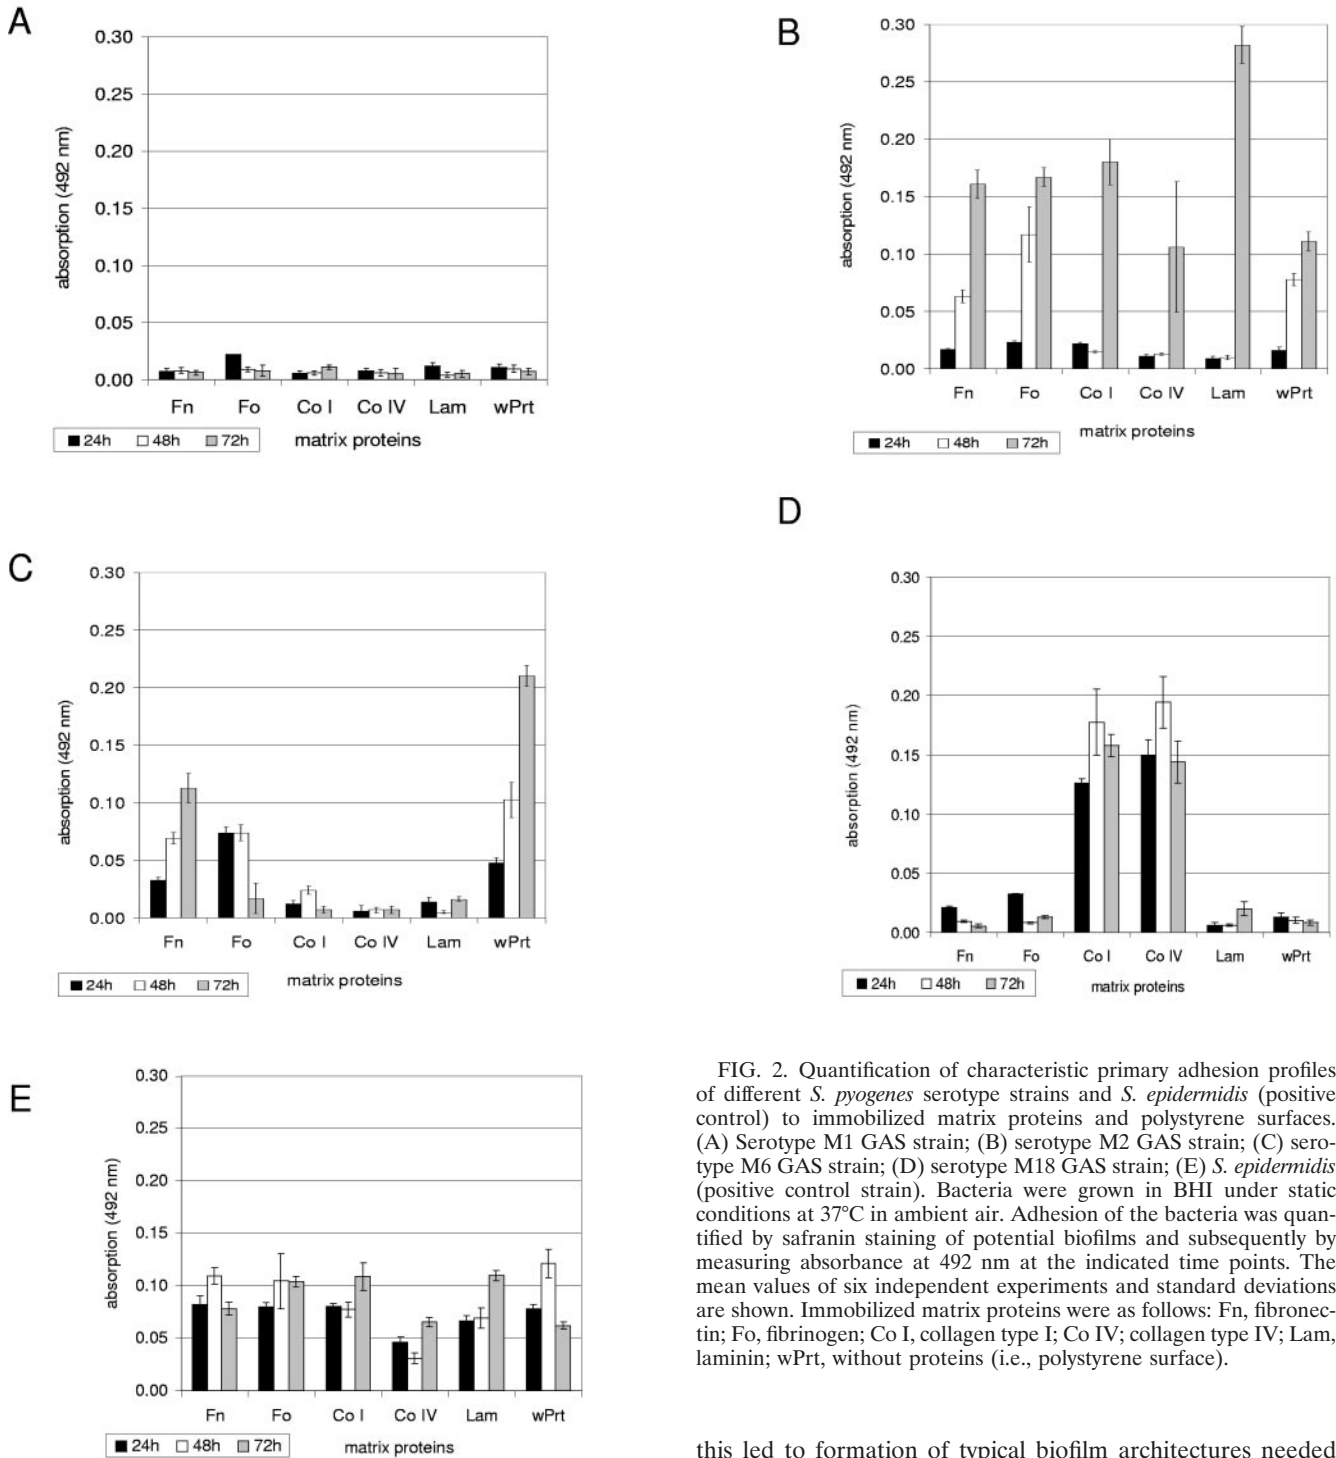 A
0.30
0.25
0.20
0.15
0.10
0.05
0.00
absorption (492 nm)
Fn Fo Co I Co IV Lam wPrt
24h 48h 72h
matrix proteins
B
0.30
0.25
0.20
0.15
0.10
0.05
0.00
absorption (492 nm)
Fn Fo Co I Co IV Lam wPrt
24h 48h 72h
matrix proteins
C
0.30
0.25
0.20
0.15
0.10
0.05
0.00
absorption (492 nm)
Fn Fo Co I Co IV Lam wPrt
24h 48h 72h
matrix proteins
D
0.30
0.25
0.20
0.15
0.10
0.05
0.00
absorption (492 nm)
Fn Fo Co I Co IV Lam wPrt
24h 48h 72h
matrix proteins
E
0.30
0.25
0.20
0.15
0.10
0.05
0.00
absorption (492 nm)
Fn Fo Co I Co IV Lam wPrt
24h 48h 72h
matrix proteins
FIG. 2. Quantification of characteristic primary adhesion profiles
of different S. pyogenes serotype strains and S. epidermidis (positive
control) to immobilized matrix proteins and polystyrene surfaces.
(A) Serotype M1 GAS strain; (B) serotype M2 GAS strain; (C) sero-
type M6 GAS strain; (D) serotype M18 GAS strain; (E) S. epidermidis
(positive control strain). Bacteria were grown in BHI under static
conditions at 37°C in ambient air. Adhesion of the bacteria was quan-
tified by safranin staining of potential biofilms and subsequently by
measuring absorbance at 492 nm at the indicated time points. The
mean values of six independent experiments and standard deviations
are shown. Immobilized matrix proteins were as follows: Fn, fibronec-
tin; Fo, fibrinogen; Co I, collagen type I; Co IV; collagen type IV; Lam,
laminin; wPrt, without proteins (i.e., polystyrene surface).
this led to formation of typical biofilm architectures needed